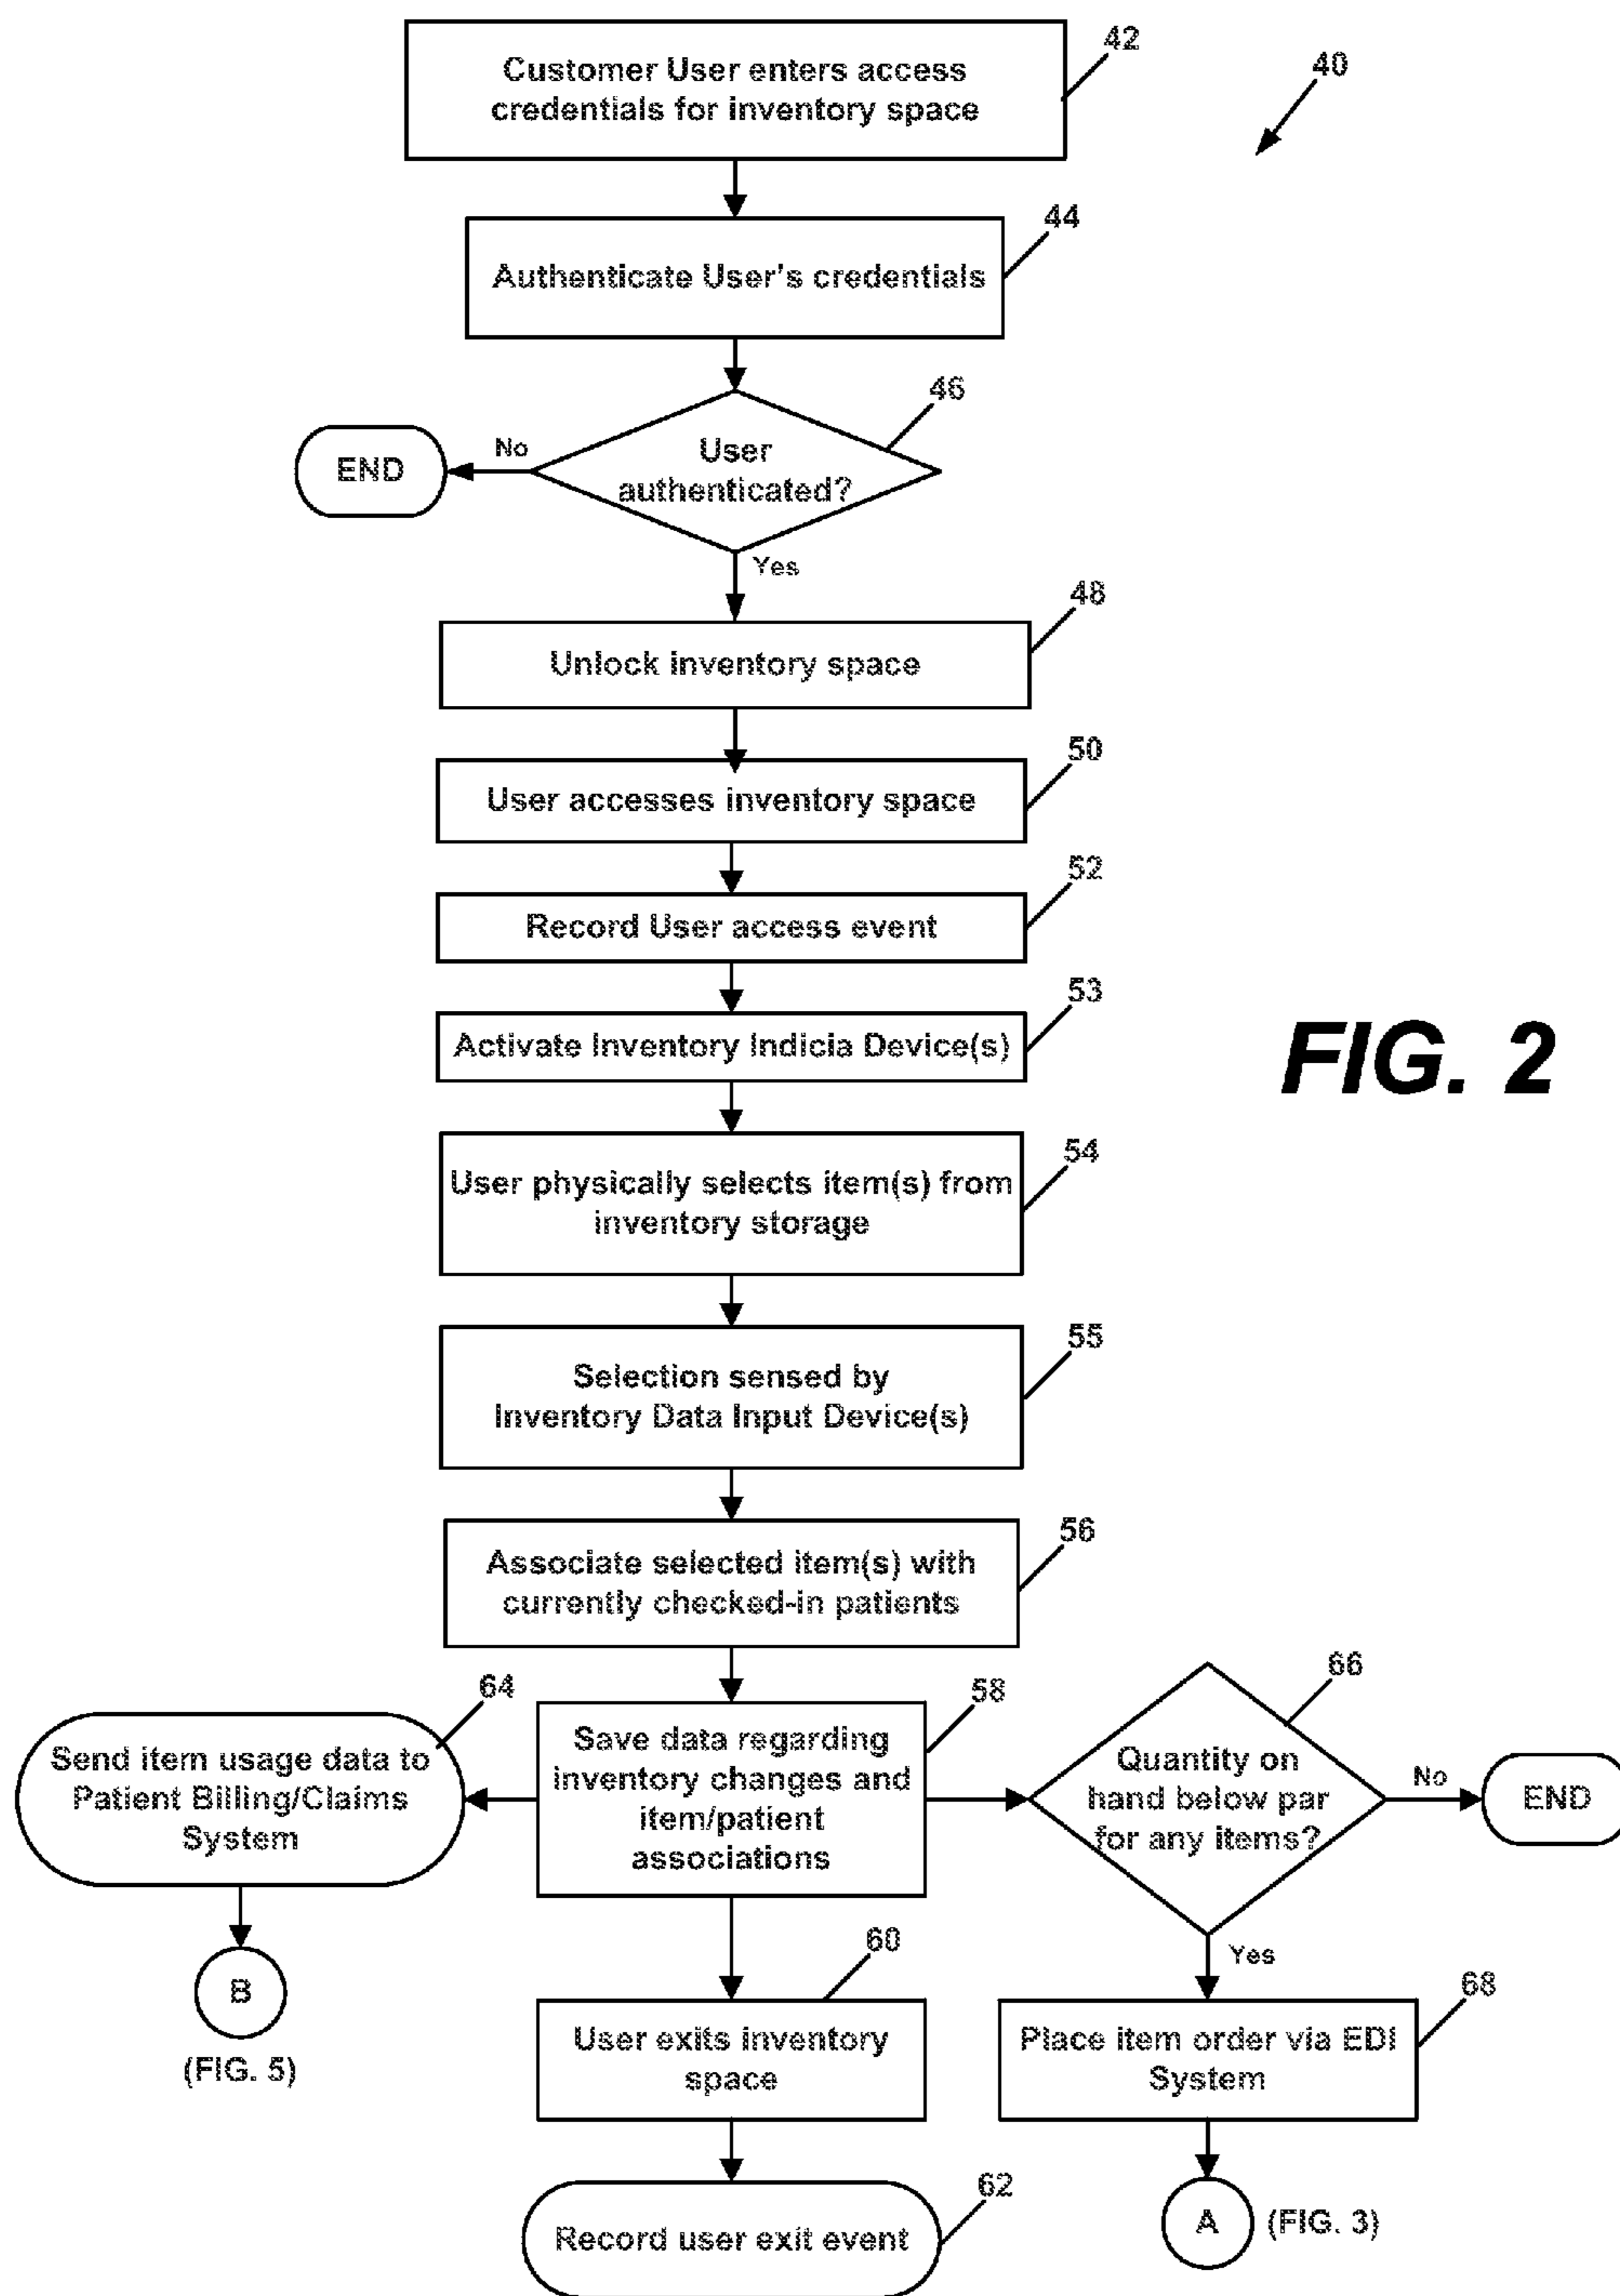 42
Customer User enters access
credentials for inventory space
40
44
Authenticate User's credentials
46
User
authenticated?
No
END
Yes
48
Unlock inventory space
50
User accesses inventory space
52
Record User access event
53
Activate Inventory Indicia Device(s)
FIG. 2
54
User physically selects item(s) from
inventory storage
55
Selection sensed by
Inventory Data Input Device(s)
56
Associate selected item(s) with
currently checked-in patients
64
Send item usage data to
Patient Billing/Claims
System
58
Save data regarding
inventory changes and
item/patient
associations
66
Quantity on
hand below par
for any items?
No
END
Yes
B
(FIG. 5)
60
User exits inventory
space
68
Place item order via EDI
System
62
Record user exit event
A
(FIG. 3)